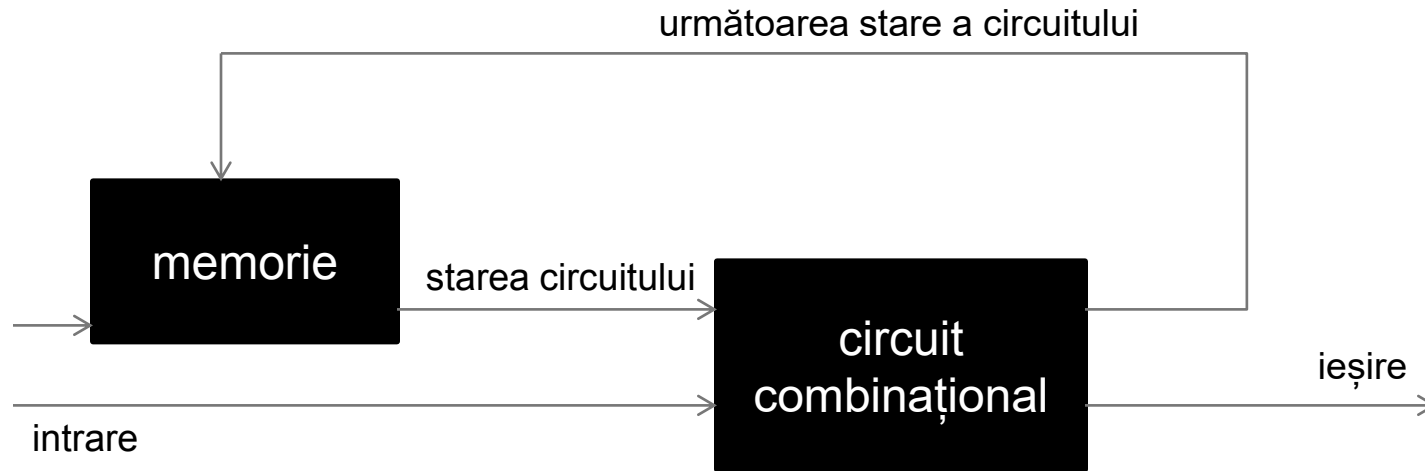 următoarea stare a circuitului
memorie
starea circuitului
circuit
combinațional
ieșire
intrare